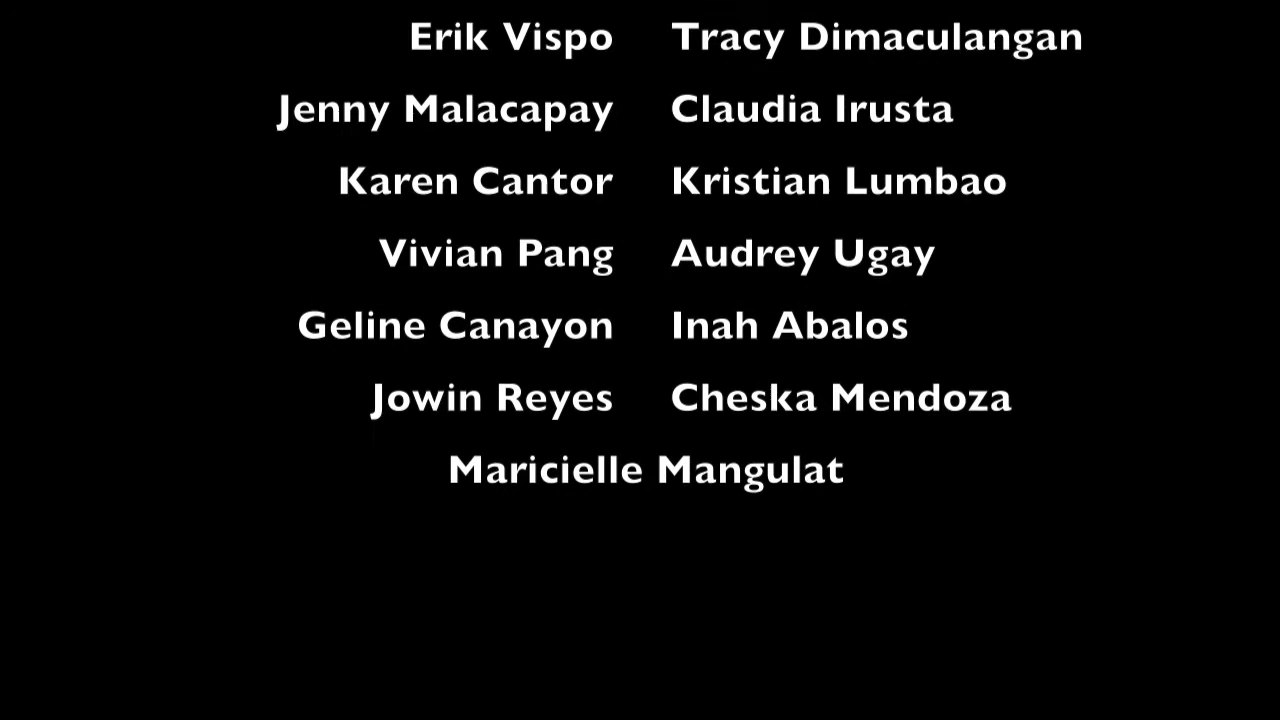 Erik Vispo Tracy Dimaculangan
Jenny Malacapay Claudia Irusta
Karen Cantor Kristian Lumbao
Vivian Pang Audrey Ugay
Geline Canayon Inah Abalos
Jowin Reyes Cheska Mendoza
Maricielle Mangulat